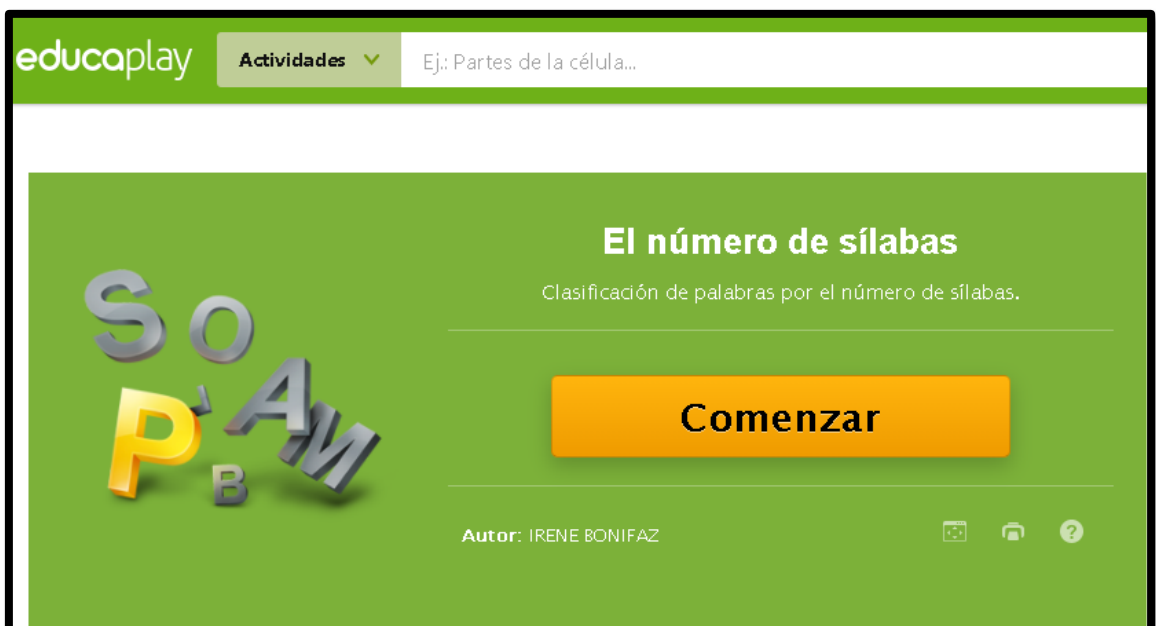 educaplay Actividades Ej.: Partes de la célula...
El número de sílabas
Clasificación de palabras por el número de sílabas.
S O
P L A M
B
Comenzar
Autor: IRENE BONIFAZ
?